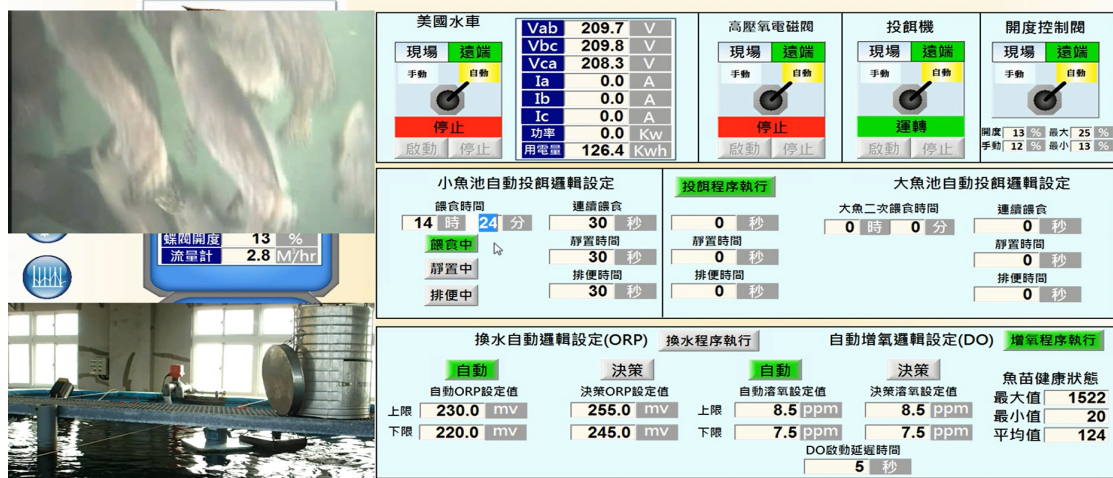 美國水車
現場 遠端
手動 自動
停止
啟動 停止
Vab 209.7 V
Vbc 209.8 V
Vca 208.3 V
Ia 0.0 A
Ib 0.0 A
Ic 0.0 A
功率 0.0 Kw
用電量 126.4 Kwh
高壓氧電磁閥
現場 遠端
手動 自動
停止
啟動 停止
投餌機
現場 遠端
手動 自動
運轉
啟動 停止
開度控制閥
現場 遠端
手動 自動
開度 13 % 最大 25 %
手動 12 % 最小 13 %
蝶閥開度 13 %
流量計 2.8 M³/hr
小魚池自動投餌邏輯設定
餵食時間
14 時 24 分
餵食中
靜置中
排便中
連續餵食
30 秒
靜置時間
30 秒
排便時間
30 秒
投餌程序執行
0 秒
靜置時間
0 秒
排便時間
0 秒
大魚池自動投餌邏輯設定
大魚二次餵食時間
0 時 0 分
連續餵食
0 秒
靜置時間
0 秒
排便時間
0 秒
換水自動邏輯設定(ORP) 換水程序執行
自動 決策
自動ORP設定值 決策ORP設定值
上限 230.0 mv 255.0 mv
下限 220.0 mv 245.0 mv
自動增氧邏輯設定(DO) 增氧程序執行
自動 決策
自動溶氧設定值 決策溶氧設定值
上限 8.5 ppm 8.5 ppm
下限 7.5 ppm 7.5 ppm
DO啟動延遲時間
5 秒
魚苗健康狀態
最大值 1522
最小值 20
平均值 124